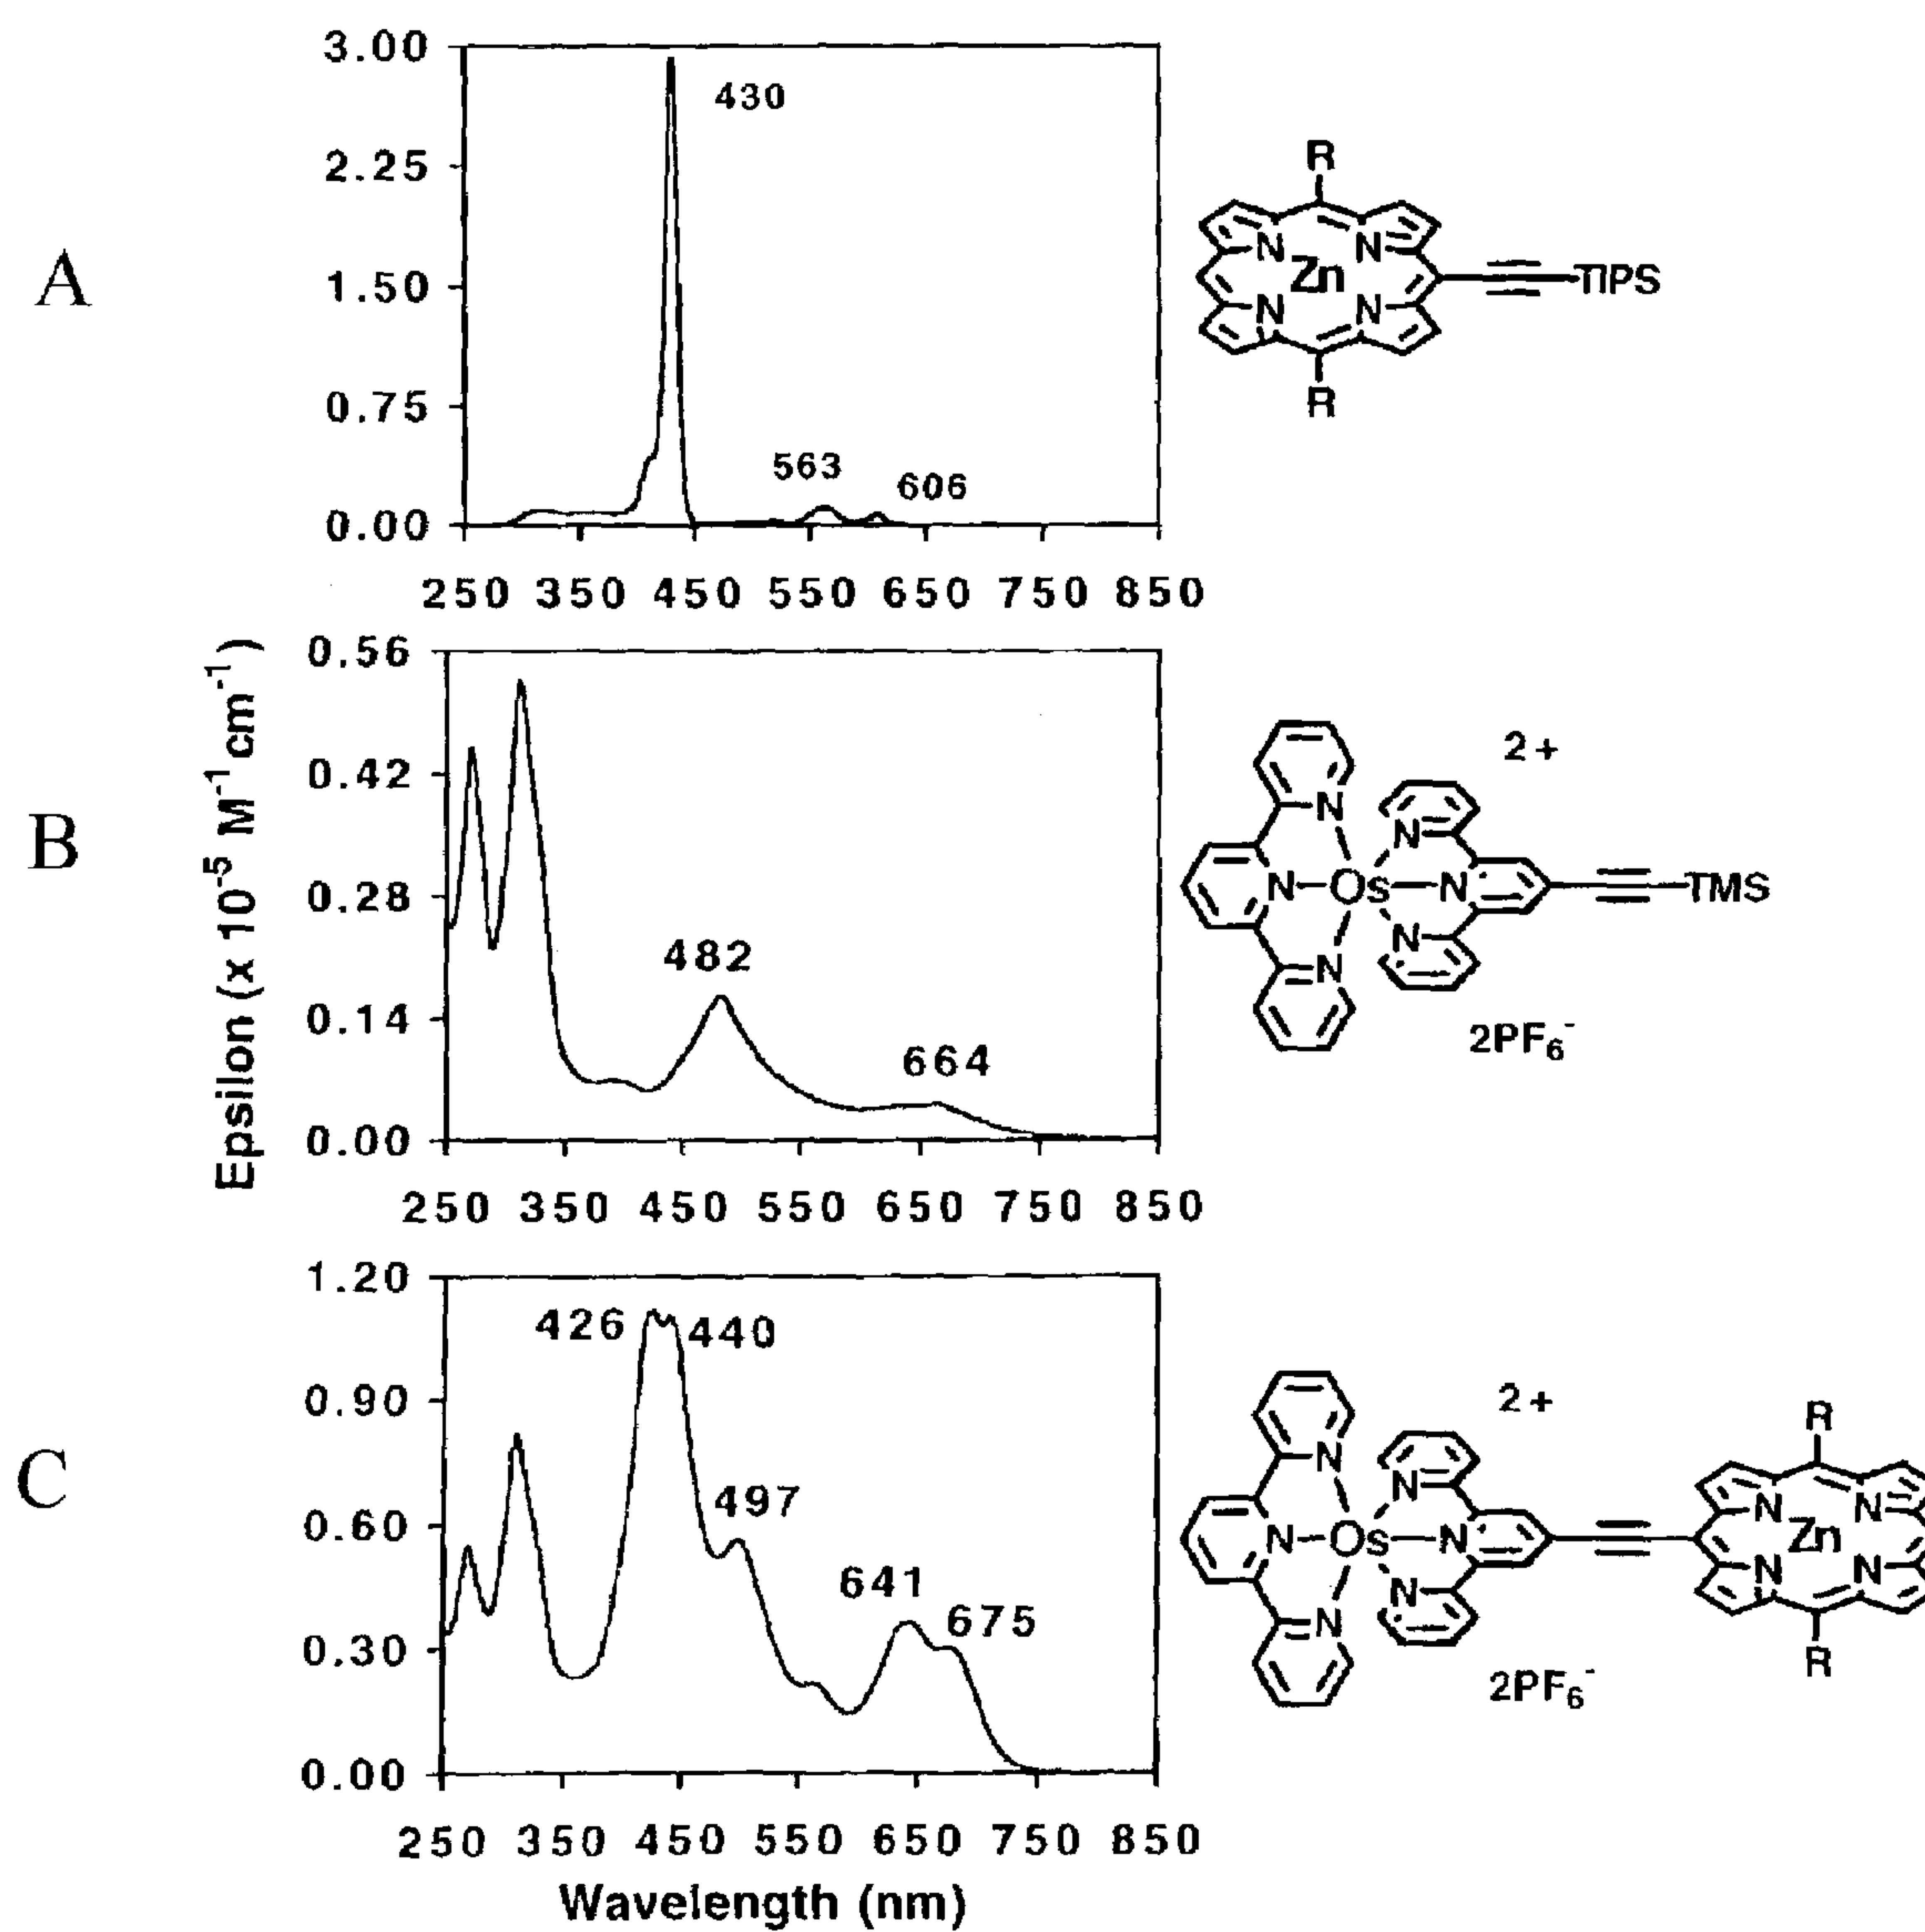 A
3.00
2.25
1.50
0.75
0.00
430
563
606
250 350 450 550 650 750 850
R
N N
Zn
N N
TIPS
R
B
Epsilon (x 10⁻⁵ M⁻¹ cm⁻¹)
0.56
0.42
0.28
0.14
0.00
482
664
250 350 450 550 650 750 850
2+
N N
N Os N
TMS
N N
2PF₆⁻
C
1.20
0.90
0.60
0.30
0.00
426 440
497
641
675
250 350 450 550 650 750 850
Wavelength (nm)
2+
R
N N N N
N Os N Zn
N N N N
R
2PF₆⁻